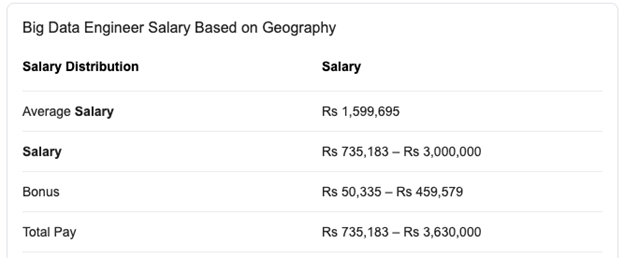 Big Data Engineer Salary Based on Geography
Salary Distribution Salary
Average Salary Rs 1,599,695
Salary Rs 735,183 – Rs 3,000,000
Bonus Rs 50,335 – Rs 459,579
Total Pay Rs 735,183 – Rs 3,630,000